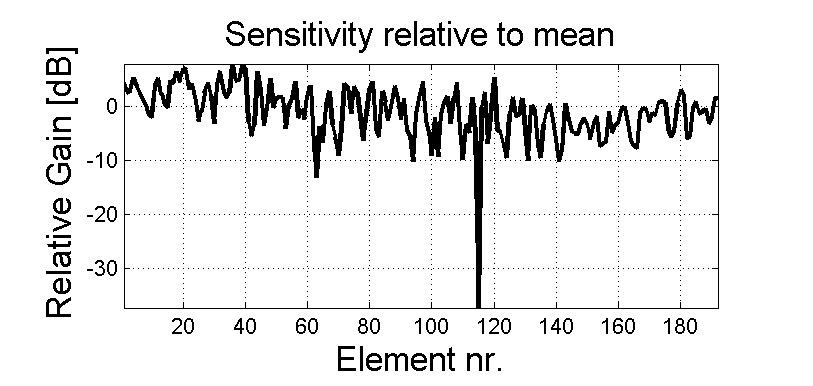 Sensitivity relative to mean
Relative Gain [dB]
0
-10
-20
-30
20 40 60 80 100 120 140 160 180
Element nr.